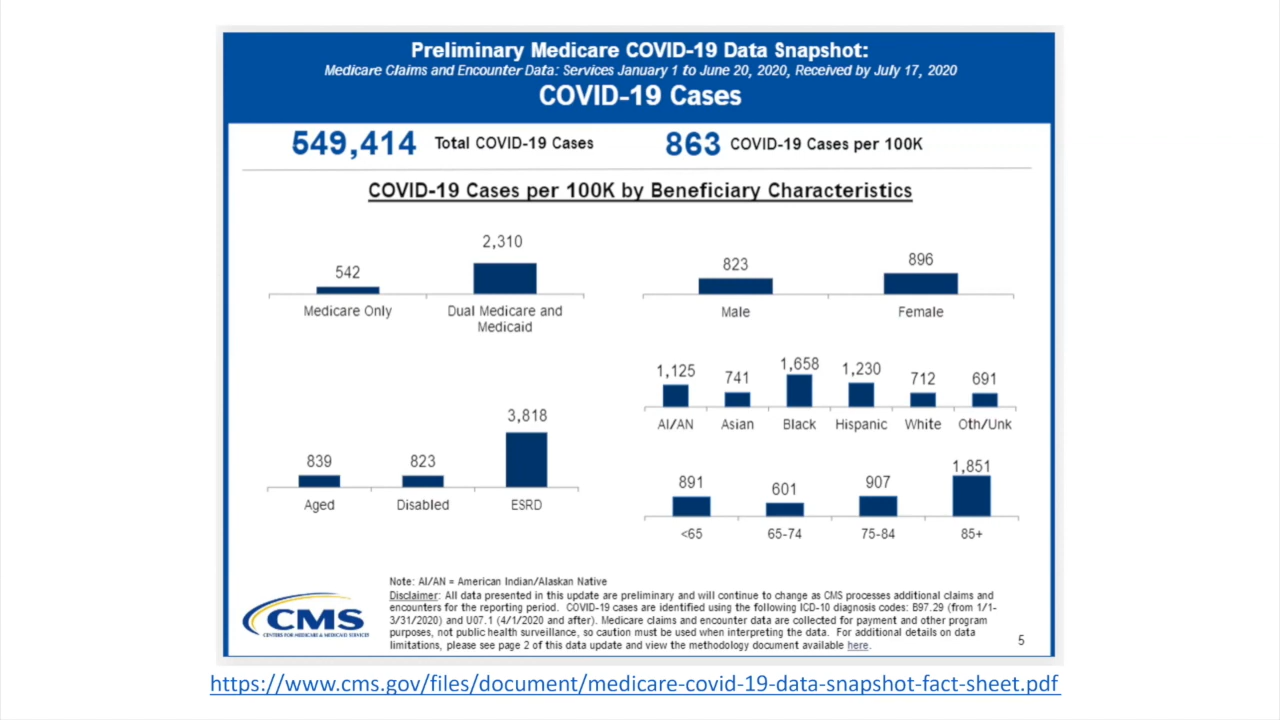 Preliminary Medicare COVID-19 Data Snapshot:
Medicare Claims and Encounter Data: Services January 1 to June 20, 2020, Received by July 17, 2020
COVID-19 Cases
549,414 Total COVID-19 Cases
863 COVID-19 Cases per 100K
COVID-19 Cases per 100K by Beneficiary Characteristics
542 2,310
Medicare Only Dual Medicare and
Medicaid
823 896
Male Female
1,125 741 1,658 1,230 712 691
AI/AN Asian Black Hispanic White Oth/Unk
839 823 3,818
Aged Disabled ESRD
891 601 907 1,851
<65 65-74 75-84 85+
Note: AI/AN = American Indian/Alaskan Native
Disclaimer: All data presented in this update are preliminary and will continue to change as CMS processes additional claims and
encounters for the reporting period. COVID-19 cases are identified using the following ICD-10 diagnosis codes: B97.29 (from 1/1-
3/31/2020) and U07.1 (4/1/2020 and after). Medicare claims and encounter data are collected for payment and other program
purposes, not public health surveillance, so caution must be used when interpreting the data. For additional details on data
limitations, please see page 2 of this data update and view the methodology document available here.
CMS
CENTERS FOR MEDICARE & MEDICAID SERVICES
5
https://www.cms.gov/files/document/medicare-covid-19-data-snapshot-fact-sheet.pdf